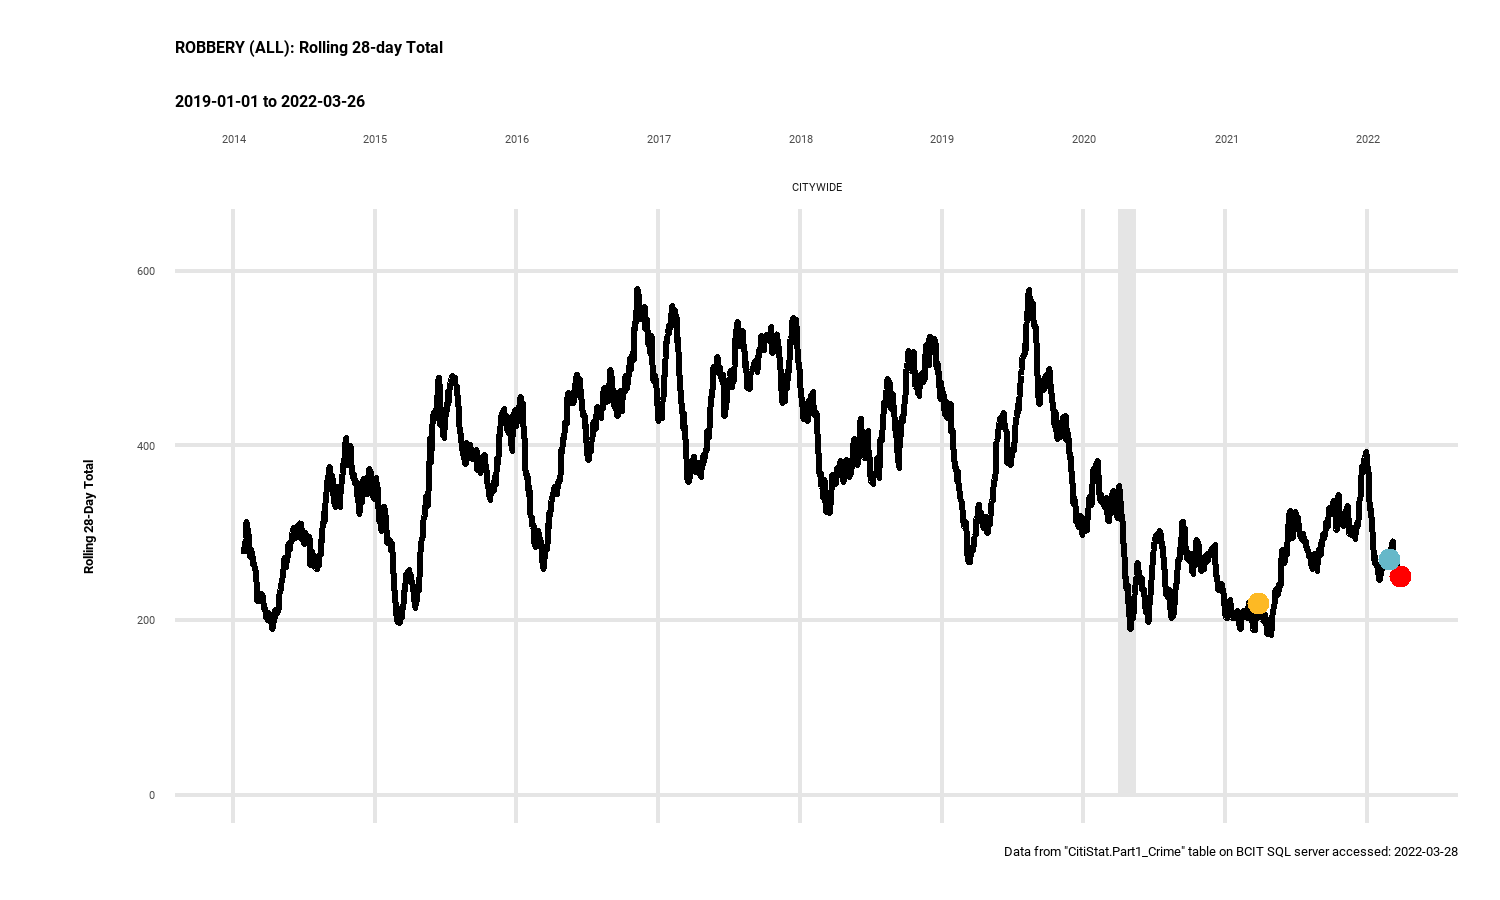 ROBBERY (ALL): Rolling 28-day Total
2019-01-01 to 2022-03-26
2014 2015 2016 2017 2018 2019 2020 2021 2022
CITYWIDE
600
400
200
0
Rolling 28-Day Total
Data from "CitiStat.Part1_Crime" table on BCIT SQL server accessed: 2022-03-28